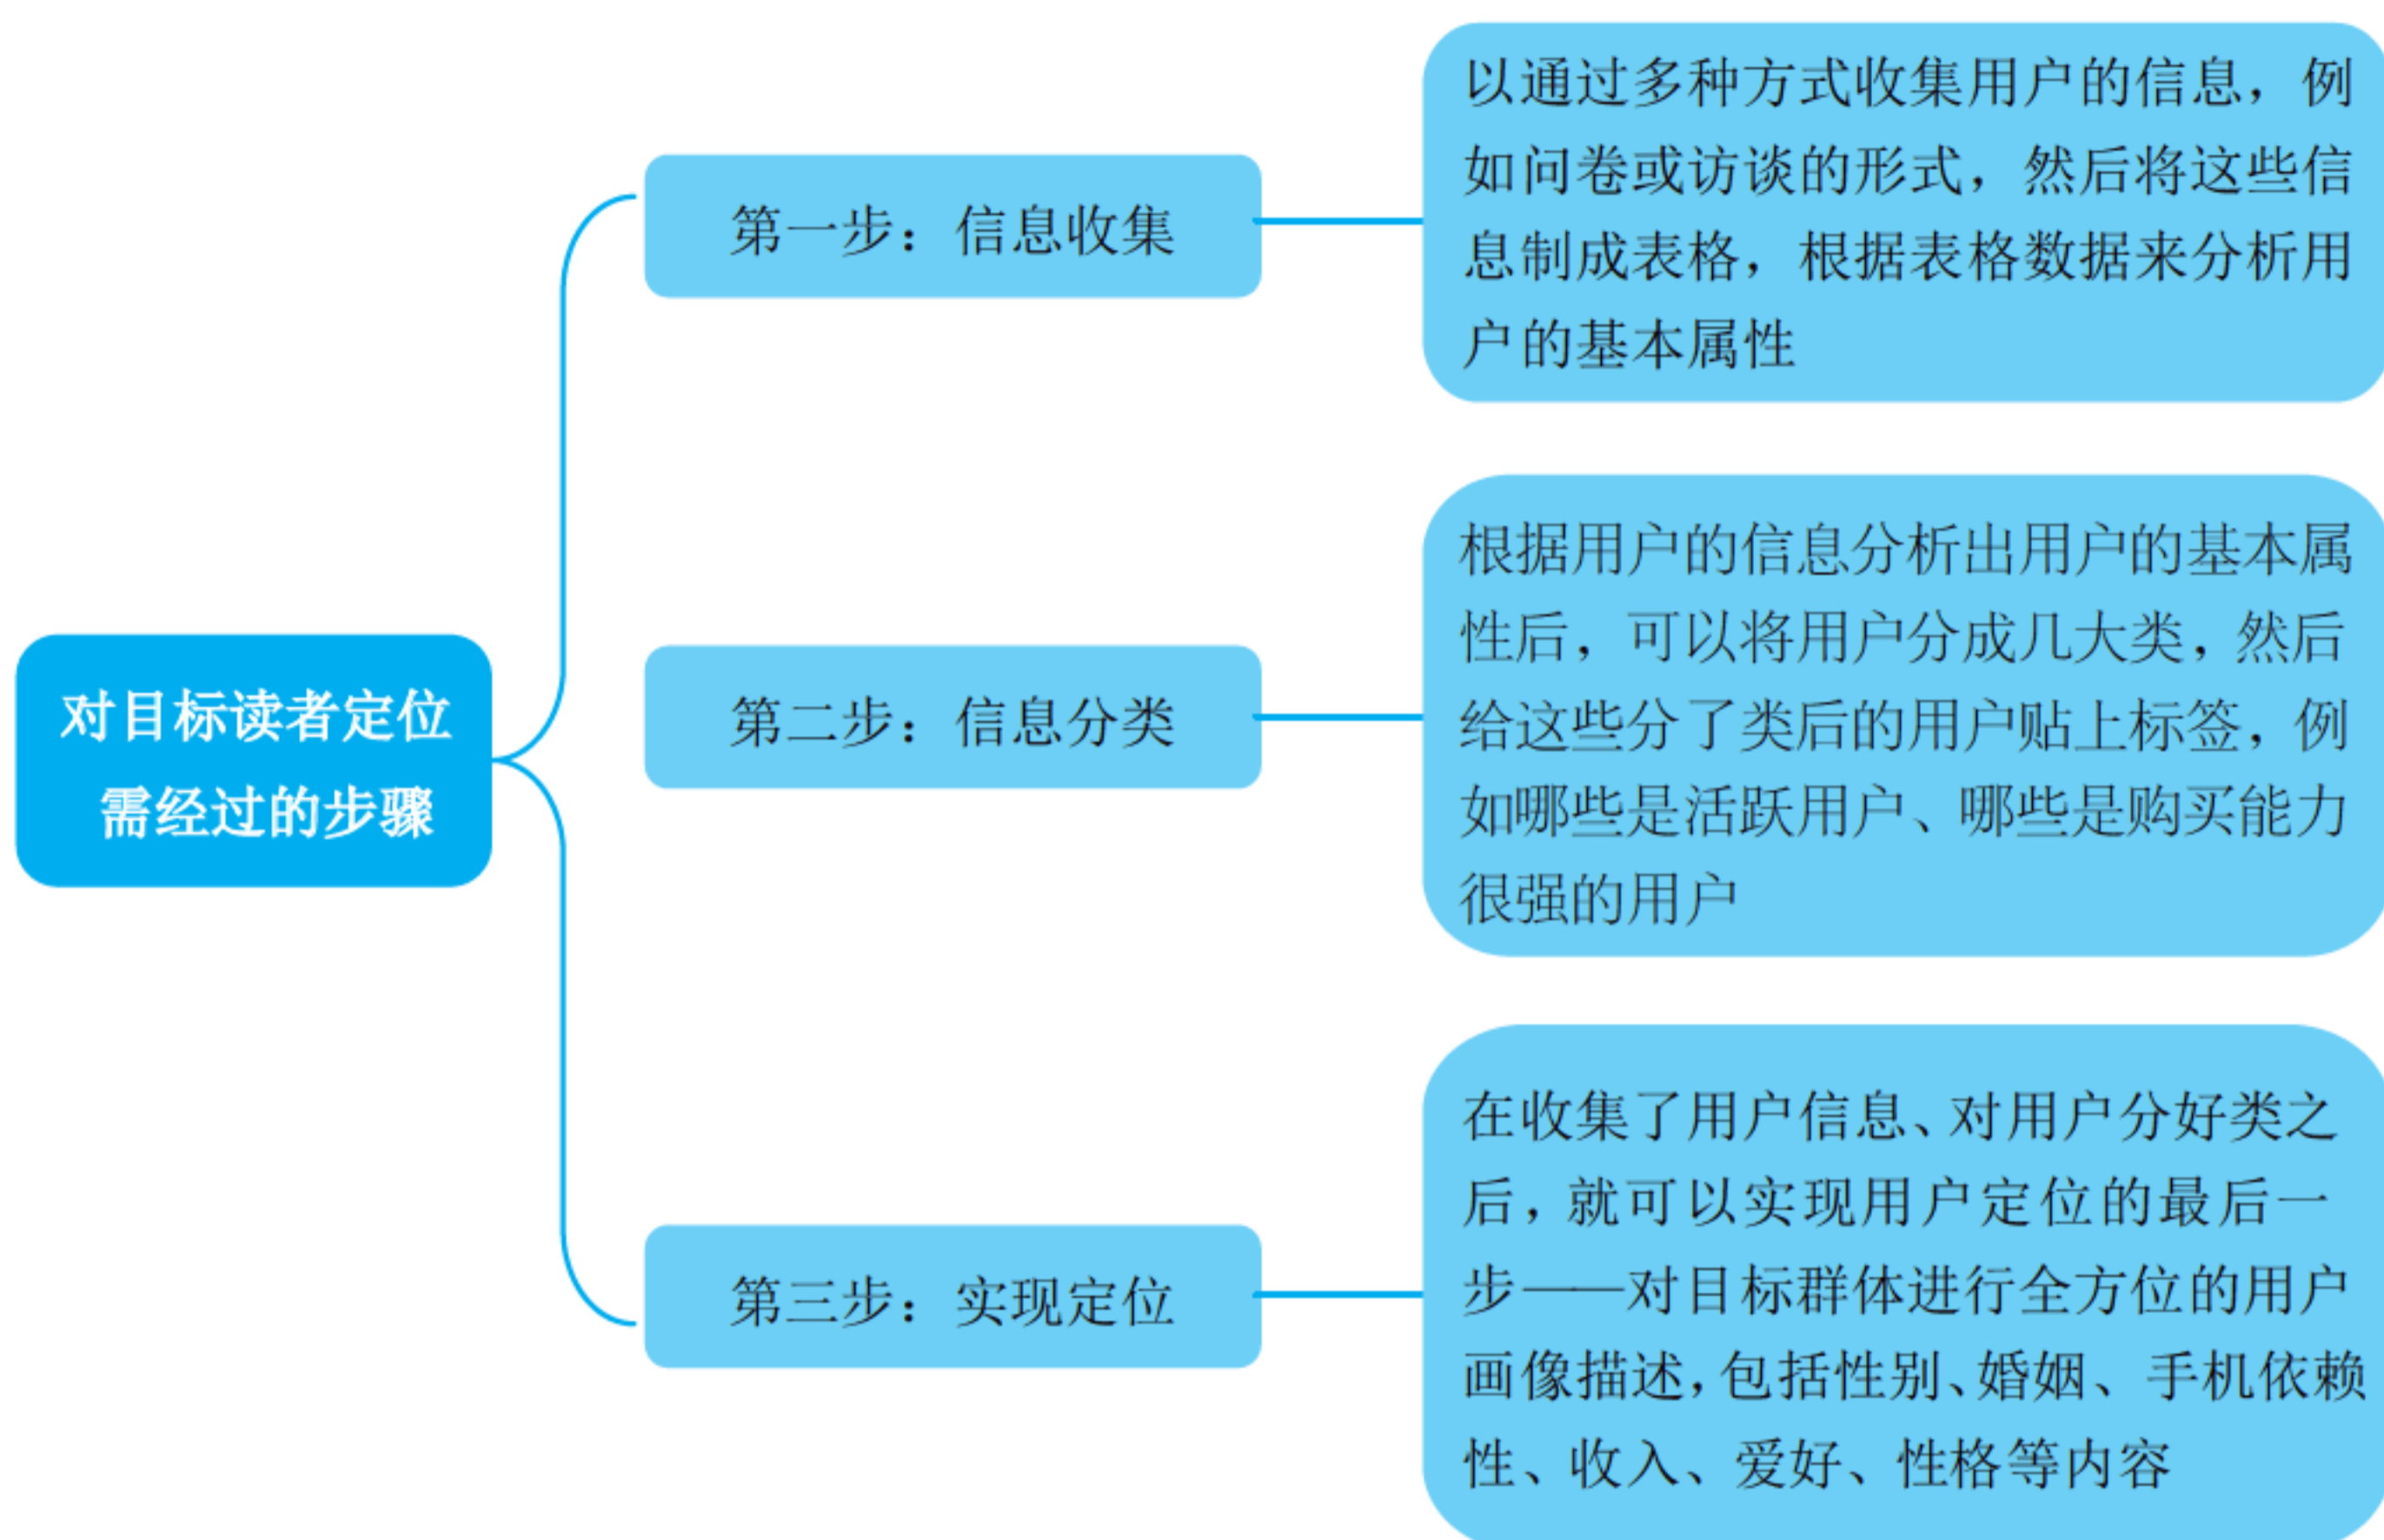 对目标读者定位
需经过的步骤
第一步：信息收集
以通过多种方式收集用户的信息，例
如问卷或访谈的形式，然后将这些信
息制成表格，根据表格数据来分析用
户的基本属性
第二步：信息分类
根据用户的信息分析出用户的基本属
性后，可以将用户分成几大类，然后
给这些分了类后的用户贴上标签，例
如哪些是活跃用户、哪些是购买能力
很强的用户
第三步：实现定位
在收集了用户信息、对用户分好类之
后，就可以实现用户定位的最后一
步——对目标群体进行全方位的用户
画像描述，包括性别、婚姻、手机依赖
性、收入、爱好、性格等内容